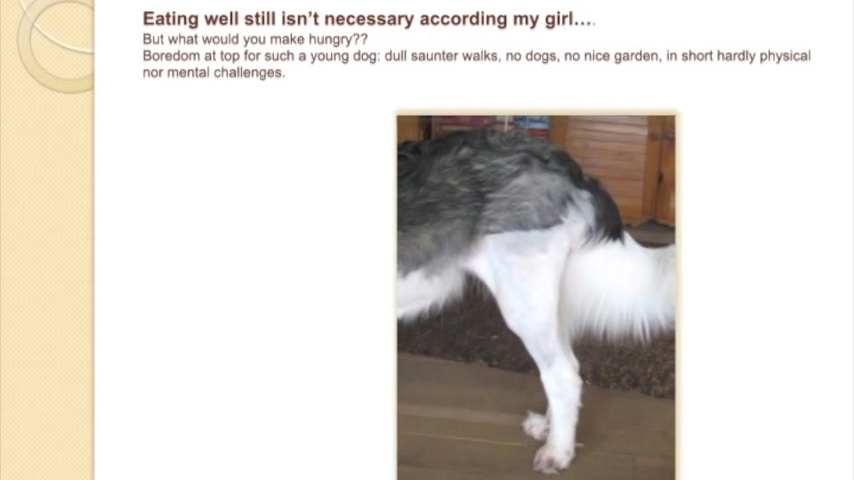 Eating well still isn't necessary according my girl….
But what would you make hungry??
Boredom at top for such a young dog: dull saunter walks, no dogs, no nice garden, in short hardly physical
nor mental challenges.